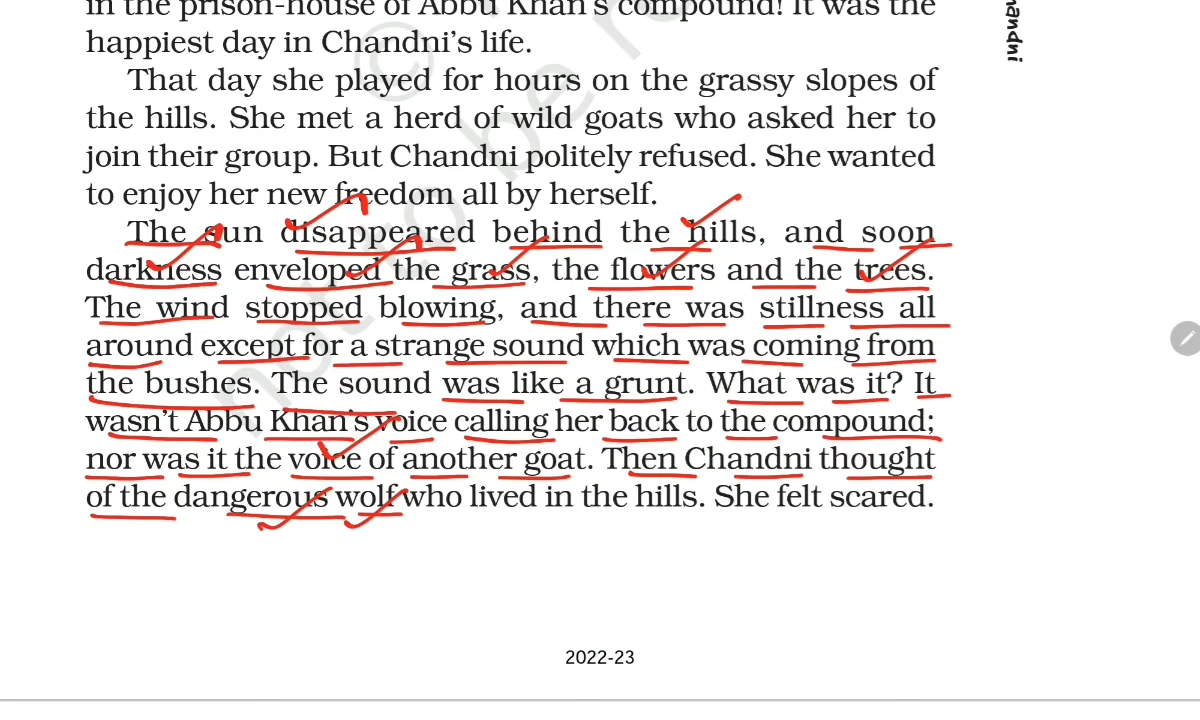 in the prison-house of Abbu Khan's compound! It was the
happiest day in Chandni's life.
That day she played for hours on the grassy slopes of
the hills. She met a herd of wild goats who asked her to
join their group. But Chandni politely refused. She wanted
to enjoy her new freedom all by herself.
The sun disappeared behind the hills, and soon
darkness enveloped the grass, the flowers and the trees.
The wind stopped blowing, and there was stillness all
around except for a strange sound which was coming from
the bushes. The sound was like a grunt. What was it? It
wasn't Abbu Khan's voice calling her back to the compound;
nor was it the voice of another goat. Then Chandni thought
of the dangerous wolf who lived in the hills. She felt scared.
2022-23
andni
©
not to be r